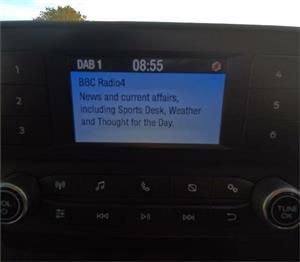 DAB 1 08:55
BBC Radio4
News and current affairs,
including Sports Desk, Weather
and Thought for the Day.
1 4
2 5
3 6
VOL
TUNE
OK